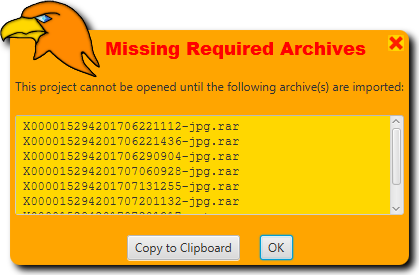 Missing Required Archives
This project cannot be opened until the following archive(s) are imported:
X000015294201706221112-jpg.rar
X000015294201706221436-jpg.rar
X000015294201706290904-jpg.rar
X000015294201707060928-jpg.rar
X000015294201707131255-jpg.rar
X000015294201707201132-jpg.rar
Copy to Clipboard
OK